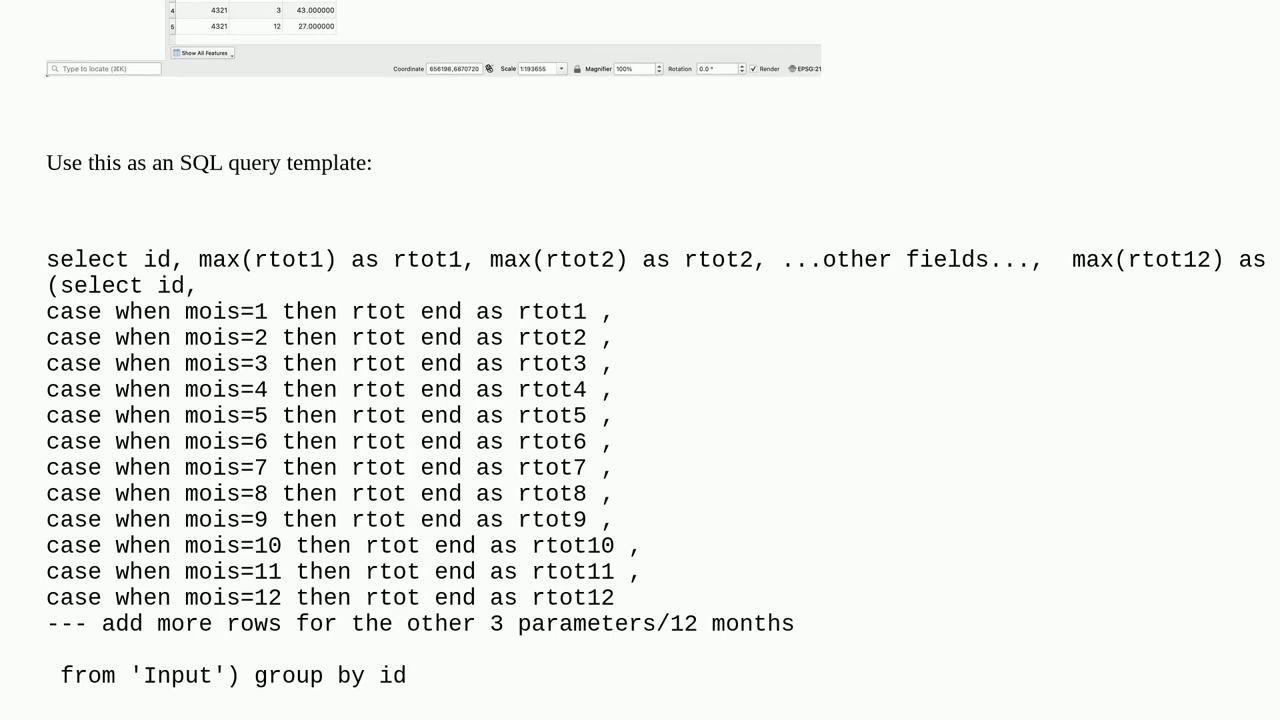 4 4321 3 43.000000
5 4321 12 27.000000
Show All Features
Type to locate (⌘K) Coordinate 656198,6870720 Scale 1:193655 Magnifier 100% Rotation 0.0 ° Render EPSG:21
Use this as an SQL query template:
select id, max(rtot1) as rtot1, max(rtot2) as rtot2, ...other fields..., max(rtot12) as
(select id,
case when mois=1 then rtot end as rtot1 ,
case when mois=2 then rtot end as rtot2 ,
case when mois=3 then rtot end as rtot3 ,
case when mois=4 then rtot end as rtot4 ,
case when mois=5 then rtot end as rtot5 ,
case when mois=6 then rtot end as rtot6 ,
case when mois=7 then rtot end as rtot7 ,
case when mois=8 then rtot end as rtot8 ,
case when mois=9 then rtot end as rtot9 ,
case when mois=10 then rtot end as rtot10 ,
case when mois=11 then rtot end as rtot11 ,
case when mois=12 then rtot end as rtot12
--- add more rows for the other 3 parameters/12 months
from 'Input') group by id